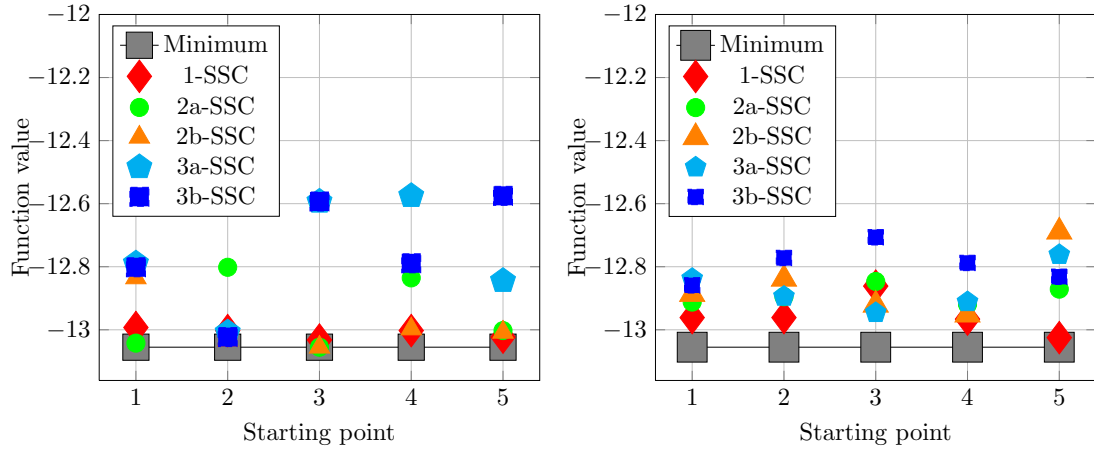 −12
−12.2
−12.4
−12.6
−12.8
−13
Function value
1
2
3
4
5
Starting point
Minimum
1-SSC
2a-SSC
2b-SSC
3a-SSC
3b-SSC
−12
−12.2
−12.4
−12.6
−12.8
−13
Function value
1
2
3
4
5
Starting point
Minimum
1-SSC
2a-SSC
2b-SSC
3a-SSC
3b-SSC